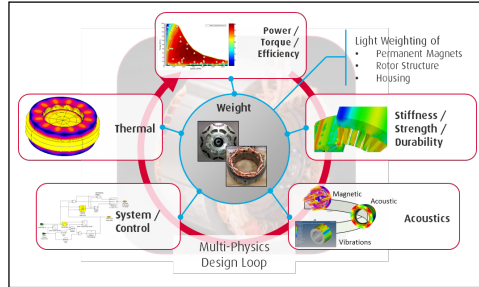 Power /
Torque /
Efficiency
Light Weighting of
• Permanent Magnets
• Rotor Structure
• Housing
Weight
Thermal
Stiffness /
Strength /
Durability
System /
Control
Magnetic
Acoustic
Vibrations
Acoustics
Multi-Physics
Design Loop